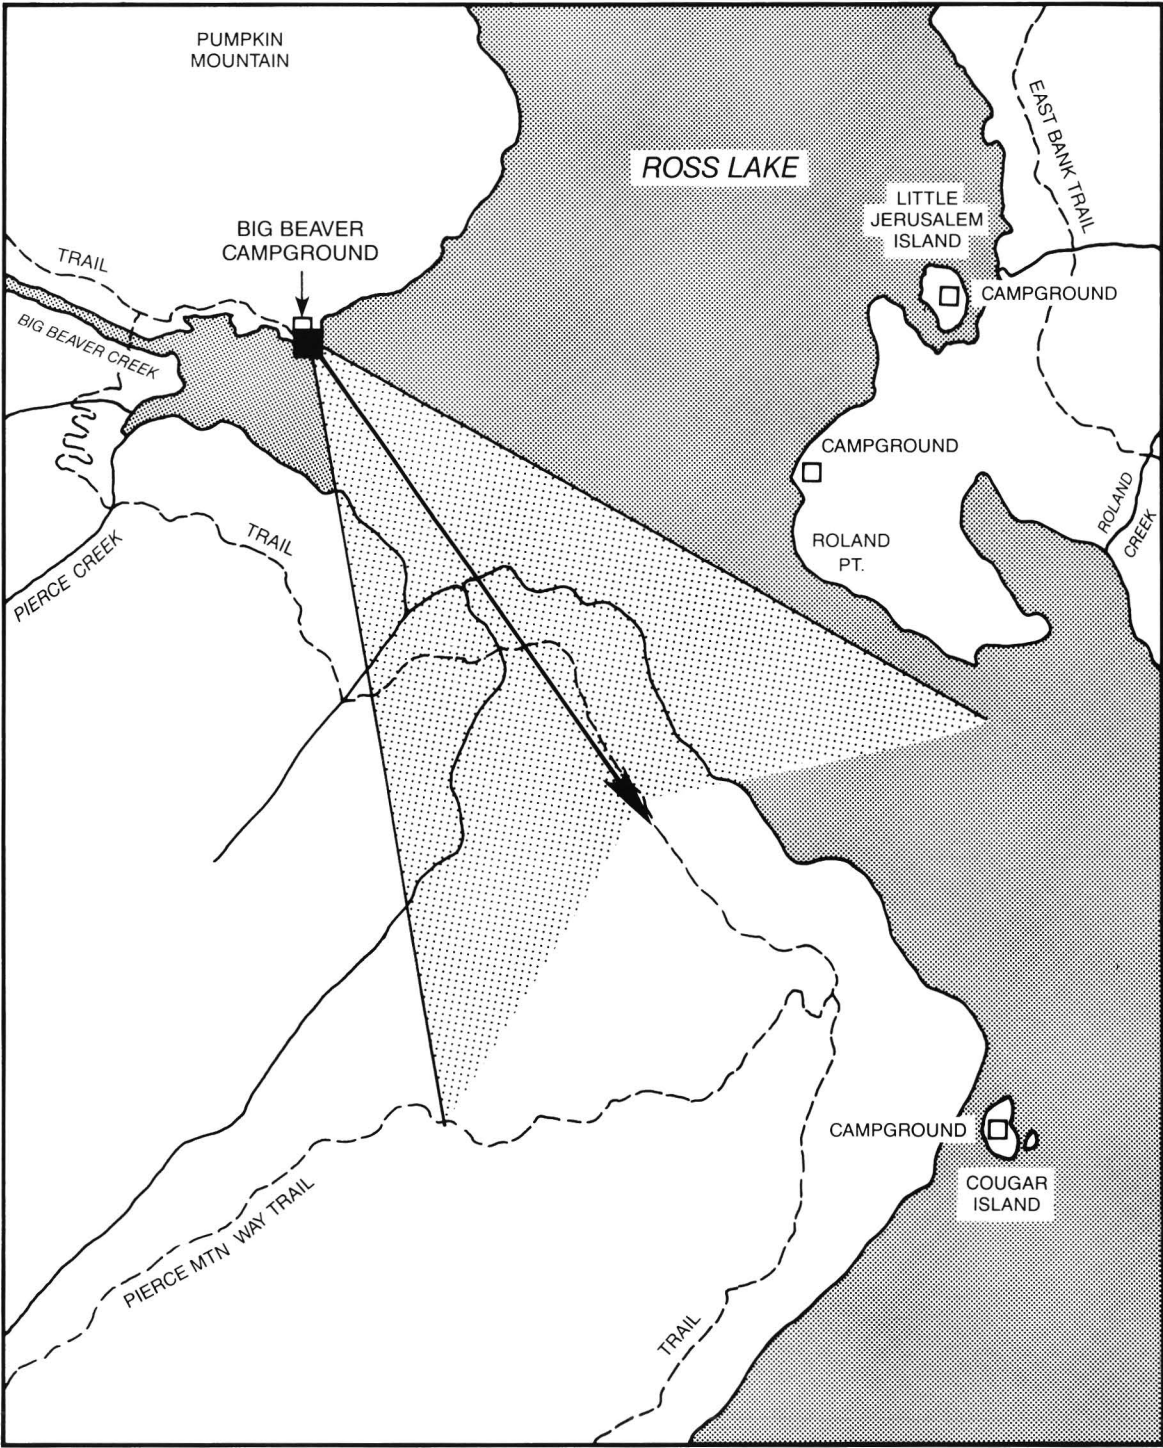 PUMPKIN
MOUNTAIN
ROSS LAKE
EAST BANK TRAIL
LITTLE
JERUSALEM
ISLAND
BIG BEAVER
CAMPGROUND
TRAIL
CAMPGROUND
BIG BEAVER CREEK
CAMPGROUND
ROLAND
CREEK
ROLAND
PT.
TRAIL
PIERCE CREEK
CAMPGROUND
COUGAR
ISLAND
PIERCE MTN WAY TRAIL
TRAIL